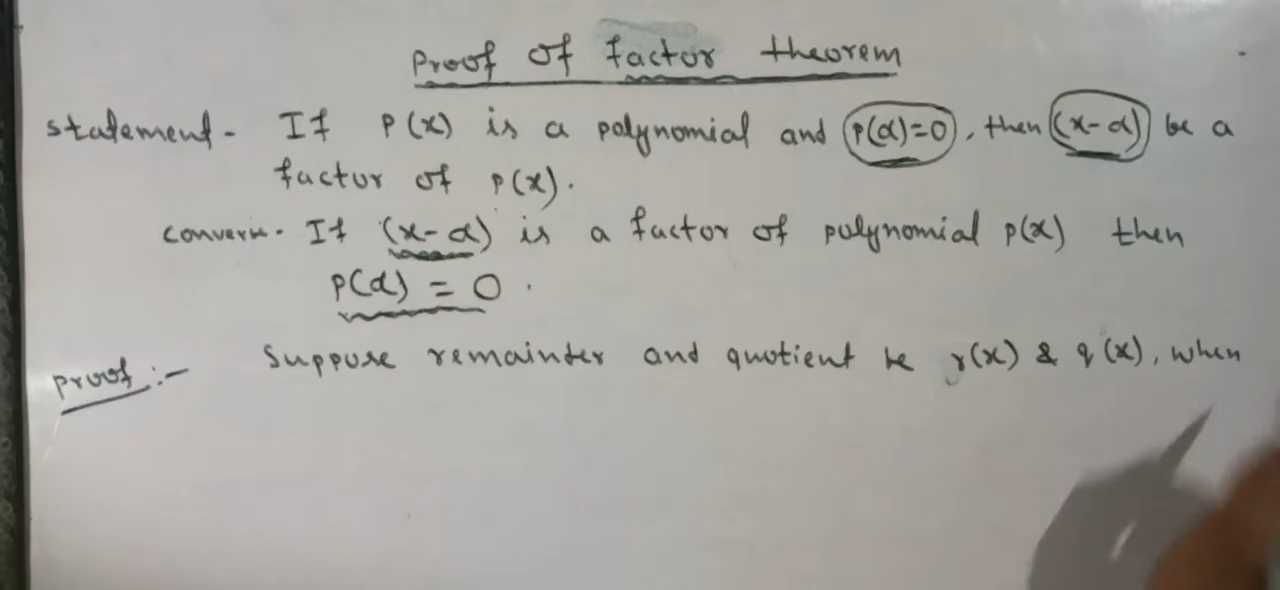 Proof of factor theorem
statement - If P(x) is a polynomial and P(α)=0, then (x-α) be a
factor of P(x).
converse - If (x-α) is a factor of polynomial p(x) then
P(α) = 0.
Proof :- Suppose remainder and quotient be r(x) & q(x), when